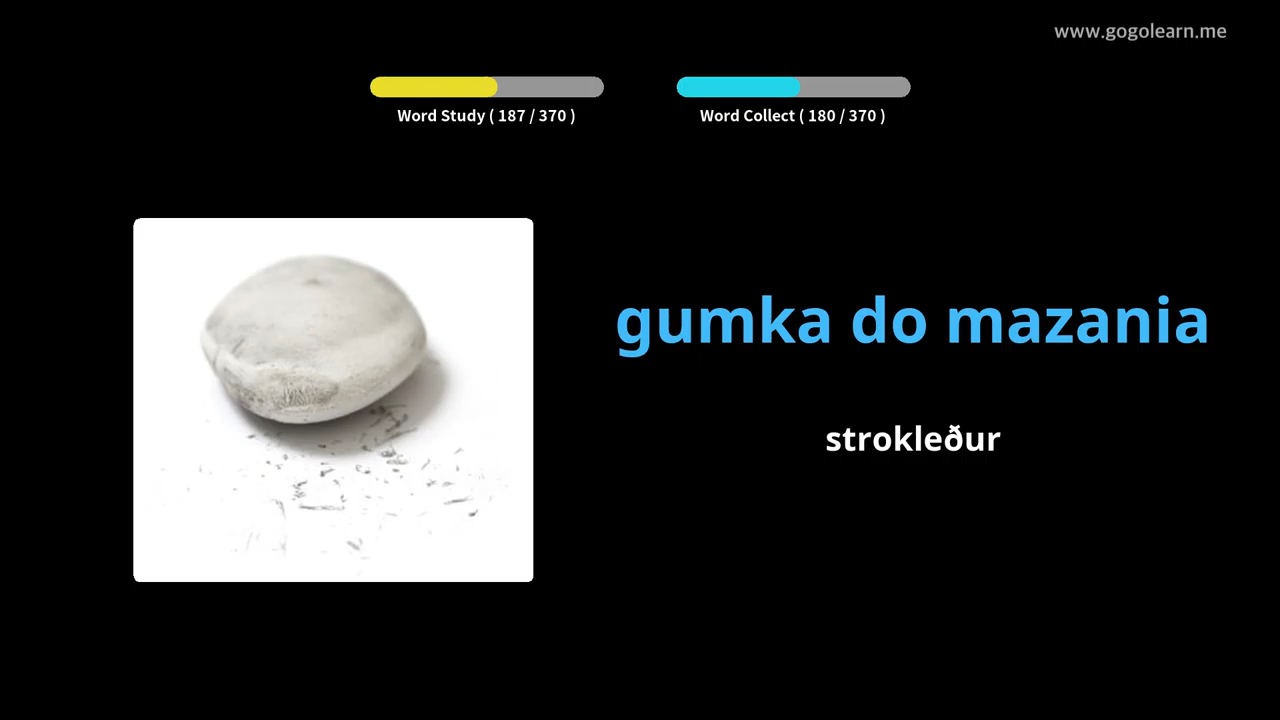 www.gogolearn.me
Word Study ( 187 / 370 )
Word Collect ( 180 / 370 )
gumka do mazania
strokleður